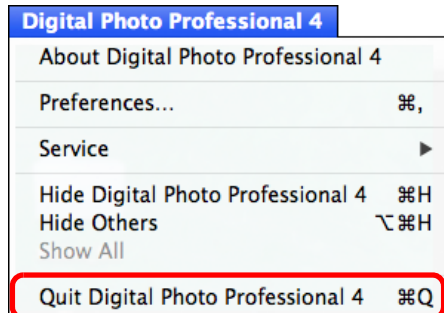 Digital Photo Professional 4
About Digital Photo Professional 4
Preferences... ⌘,
Service ▶
Hide Digital Photo Professional 4 ⌘H
Hide Others ⌥⌘H
Show All
Quit Digital Photo Professional 4 ⌘Q